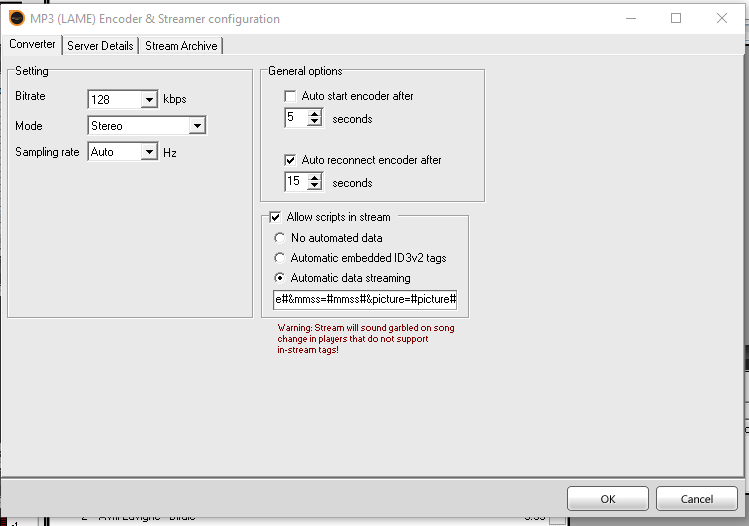 MP3 (LAME) Encoder & Streamer configuration
Converter
Server Details
Stream Archive
Setting
Bitrate
128
kbps
Mode
Stereo
Sampling rate
Auto
Hz
General options
Auto start encoder after
5
seconds
Auto reconnect encoder after
15
seconds
Allow scripts in stream
No automated data
Automatic embedded ID3v2 tags
Automatic data streaming
e#&mmss=#mmss#&picture=#picture#
Warning: Stream will sound garbled on song
change in players that do not support
in-stream tags!
OK
Cancel